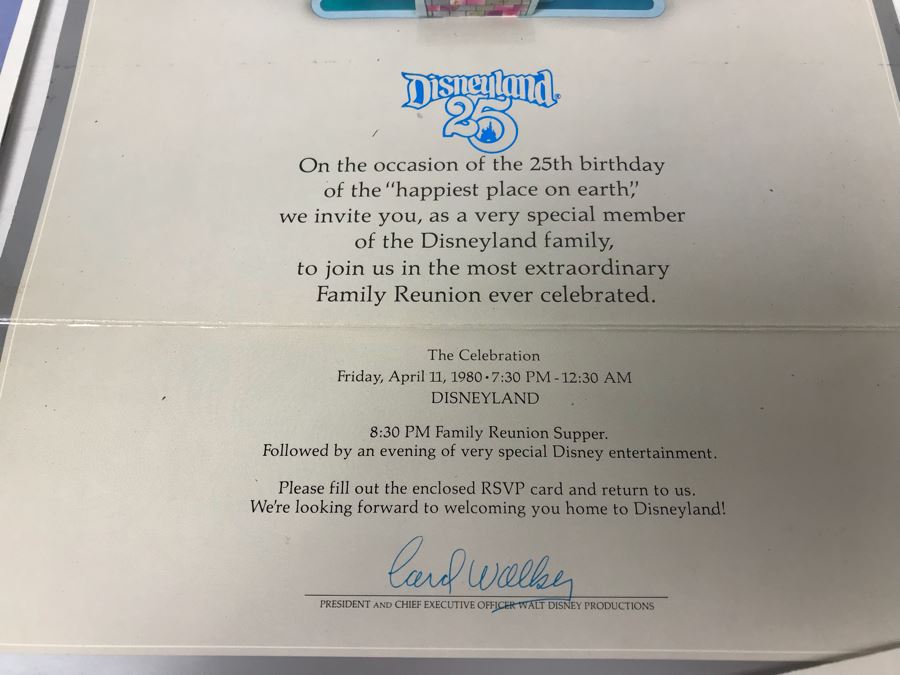 Disneyland®
25
On the occasion of the 25th birthday
of the "happiest place on earth,"
we invite you, as a very special member
of the Disneyland family,
to join us in the most extraordinary
Family Reunion ever celebrated.
The Celebration
Friday, April 11, 1980 • 7:30 PM - 12:30 AM
DISNEYLAND
8:30 PM Family Reunion Supper.
Followed by an evening of very special Disney entertainment.
Please fill out the enclosed RSVP card and return to us.
We're looking forward to welcoming you home to Disneyland!
Card Walker
PRESIDENT AND CHIEF EXECUTIVE OFFICER WALT DISNEY PRODUCTIONS